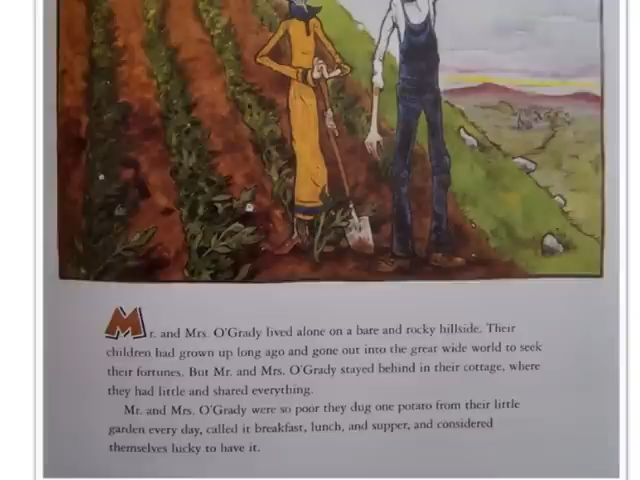 Mr. and Mrs. O'Grady lived alone on a bare and rocky hillside. Their
children had grown up long ago and gone out into the great wide world to seek
their fortunes. But Mr. and Mrs. O'Grady stayed behind in their cottage, where
they had little and shared everything.
Mr. and Mrs. O'Grady were so poor they dug one potato from their little
garden every day, called it breakfast, lunch, and supper, and considered
themselves lucky to have it.